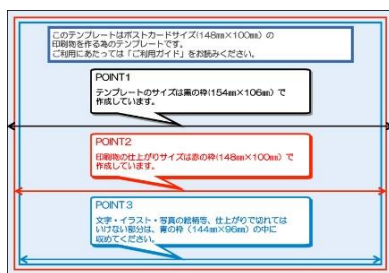 このテンプレートはポストカードサイズ(148㎜×100㎜)の
印刷物を作る為のテンプレートです。
ご利用にあたっては「ご利用ガイド」をお読みください。
POINT1
テンプレートのサイズは黒の枠(154㎜×106㎜)で
作成しています。
POINT2
印刷物の仕上がりサイズは赤の枠(148㎜×100㎜)で
作成しています。
POINT3
文字・イラスト・写真の絵柄等、仕上がりで切れては
いけない部分は、青の枠(144㎜×96㎜)の中に
収めてください。